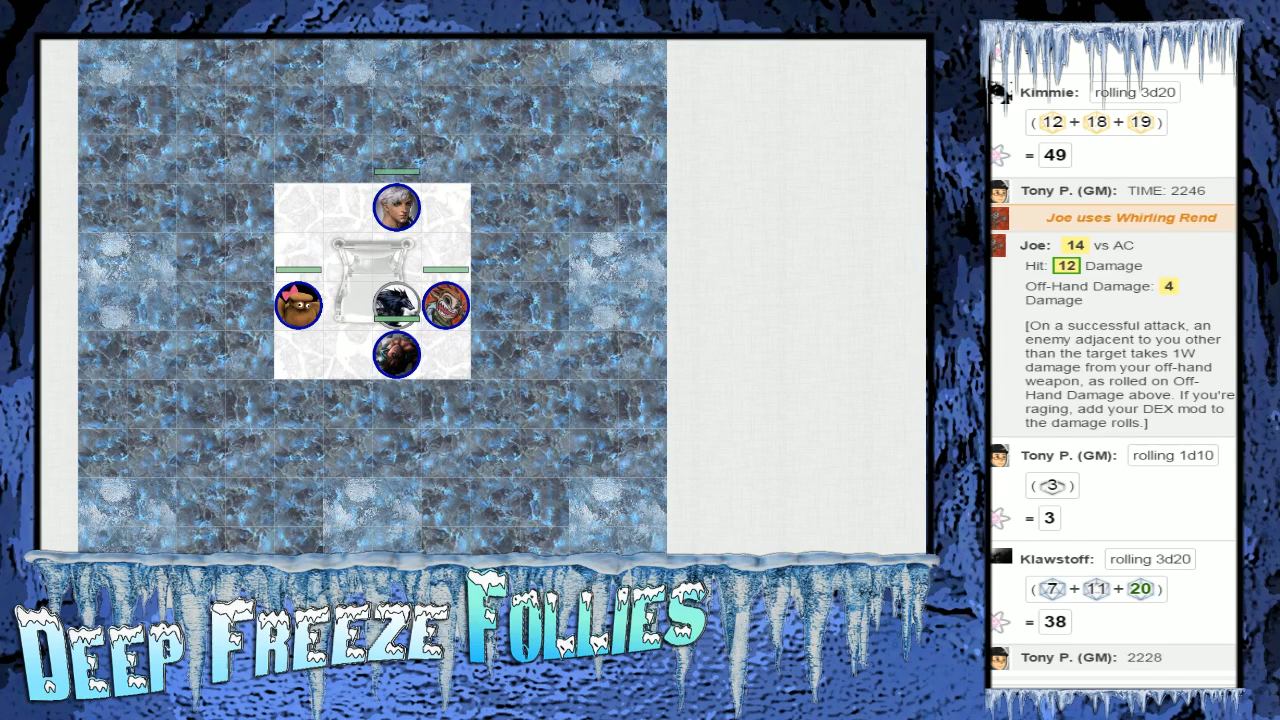 Kimmie: rolling 3d20
(12+18+19)
= 49
Tony P. (GM): TIME: 2246
Joe uses Whirling Rend
Joe: 14 vs AC
Hit: 12 Damage
Off-Hand Damage: 4
Damage
[On a successful attack, an
enemy adjacent to you other
than the target takes 1W
damage from your off-hand
weapon, as rolled on Off-
Hand Damage above. If you're
raging, add your DEX mod to
the damage rolls.]
Tony P. (GM): rolling 1d10
(3)
= 3
Klawstoff: rolling 3d20
(7+11+20)
= 38
Tony P. (GM): 2228
DEEP FREEZE FOLLIES